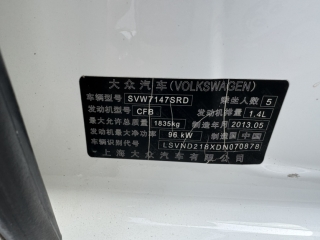 大众汽车(VOLKSWAGEN)
车辆型号 SVW7147SRD 乘坐人数 5
发动机型号 CFB 发动机排量 1.4L
最大允许总质量 1835kg 制造年月 2013.05
发动机最大净功率 96 kW 制造国 中国
车辆识别代号 LSVND218XDN070878
上海大众汽车有限公司